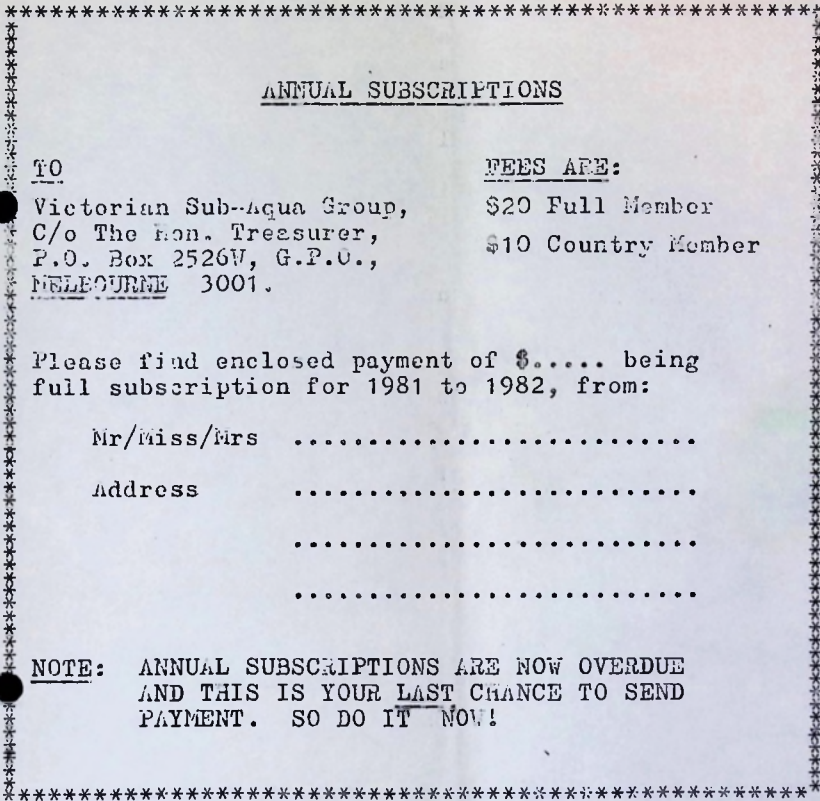 ANNUAL SUBSCRIPTIONS
TO
Victorian Sub-Aqua Group,
C/o The Hon. Treasurer,
P.O. Box 2526V, G.P.O.,
MELBOURNE 3001.
FEES ARE:
$20 Full Member
$10 Country Member
Please find enclosed payment of $..... being
full subscription for 1981 to 1982, from:
Mr/Miss/Mrs ...........................
Address ...........................
...........................
...........................
NOTE: ANNUAL SUBSCRIPTIONS ARE NOW OVERDUE
AND THIS IS YOUR LAST CHANCE TO SEND
PAYMENT. SO DO IT NOW!